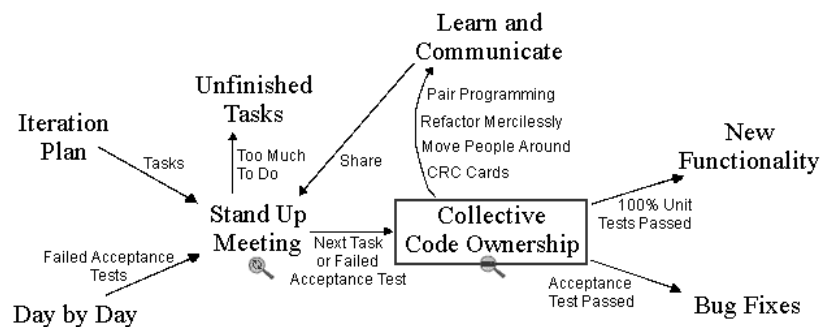 Learn and
Communicate
Unfinished
Tasks
Pair Programming
Refactor Mercilessly
Move People Around
CRC Cards
Iteration
Plan
Tasks
Too Much
To Do
Share
New
Functionality
Stand Up
Meeting
Next Task
or Failed
Acceptance Test
Collective
Code Ownership
100% Unit
Tests Passed
Failed Acceptance
Tests
Day by Day
Acceptance
Test Passed
Bug Fixes